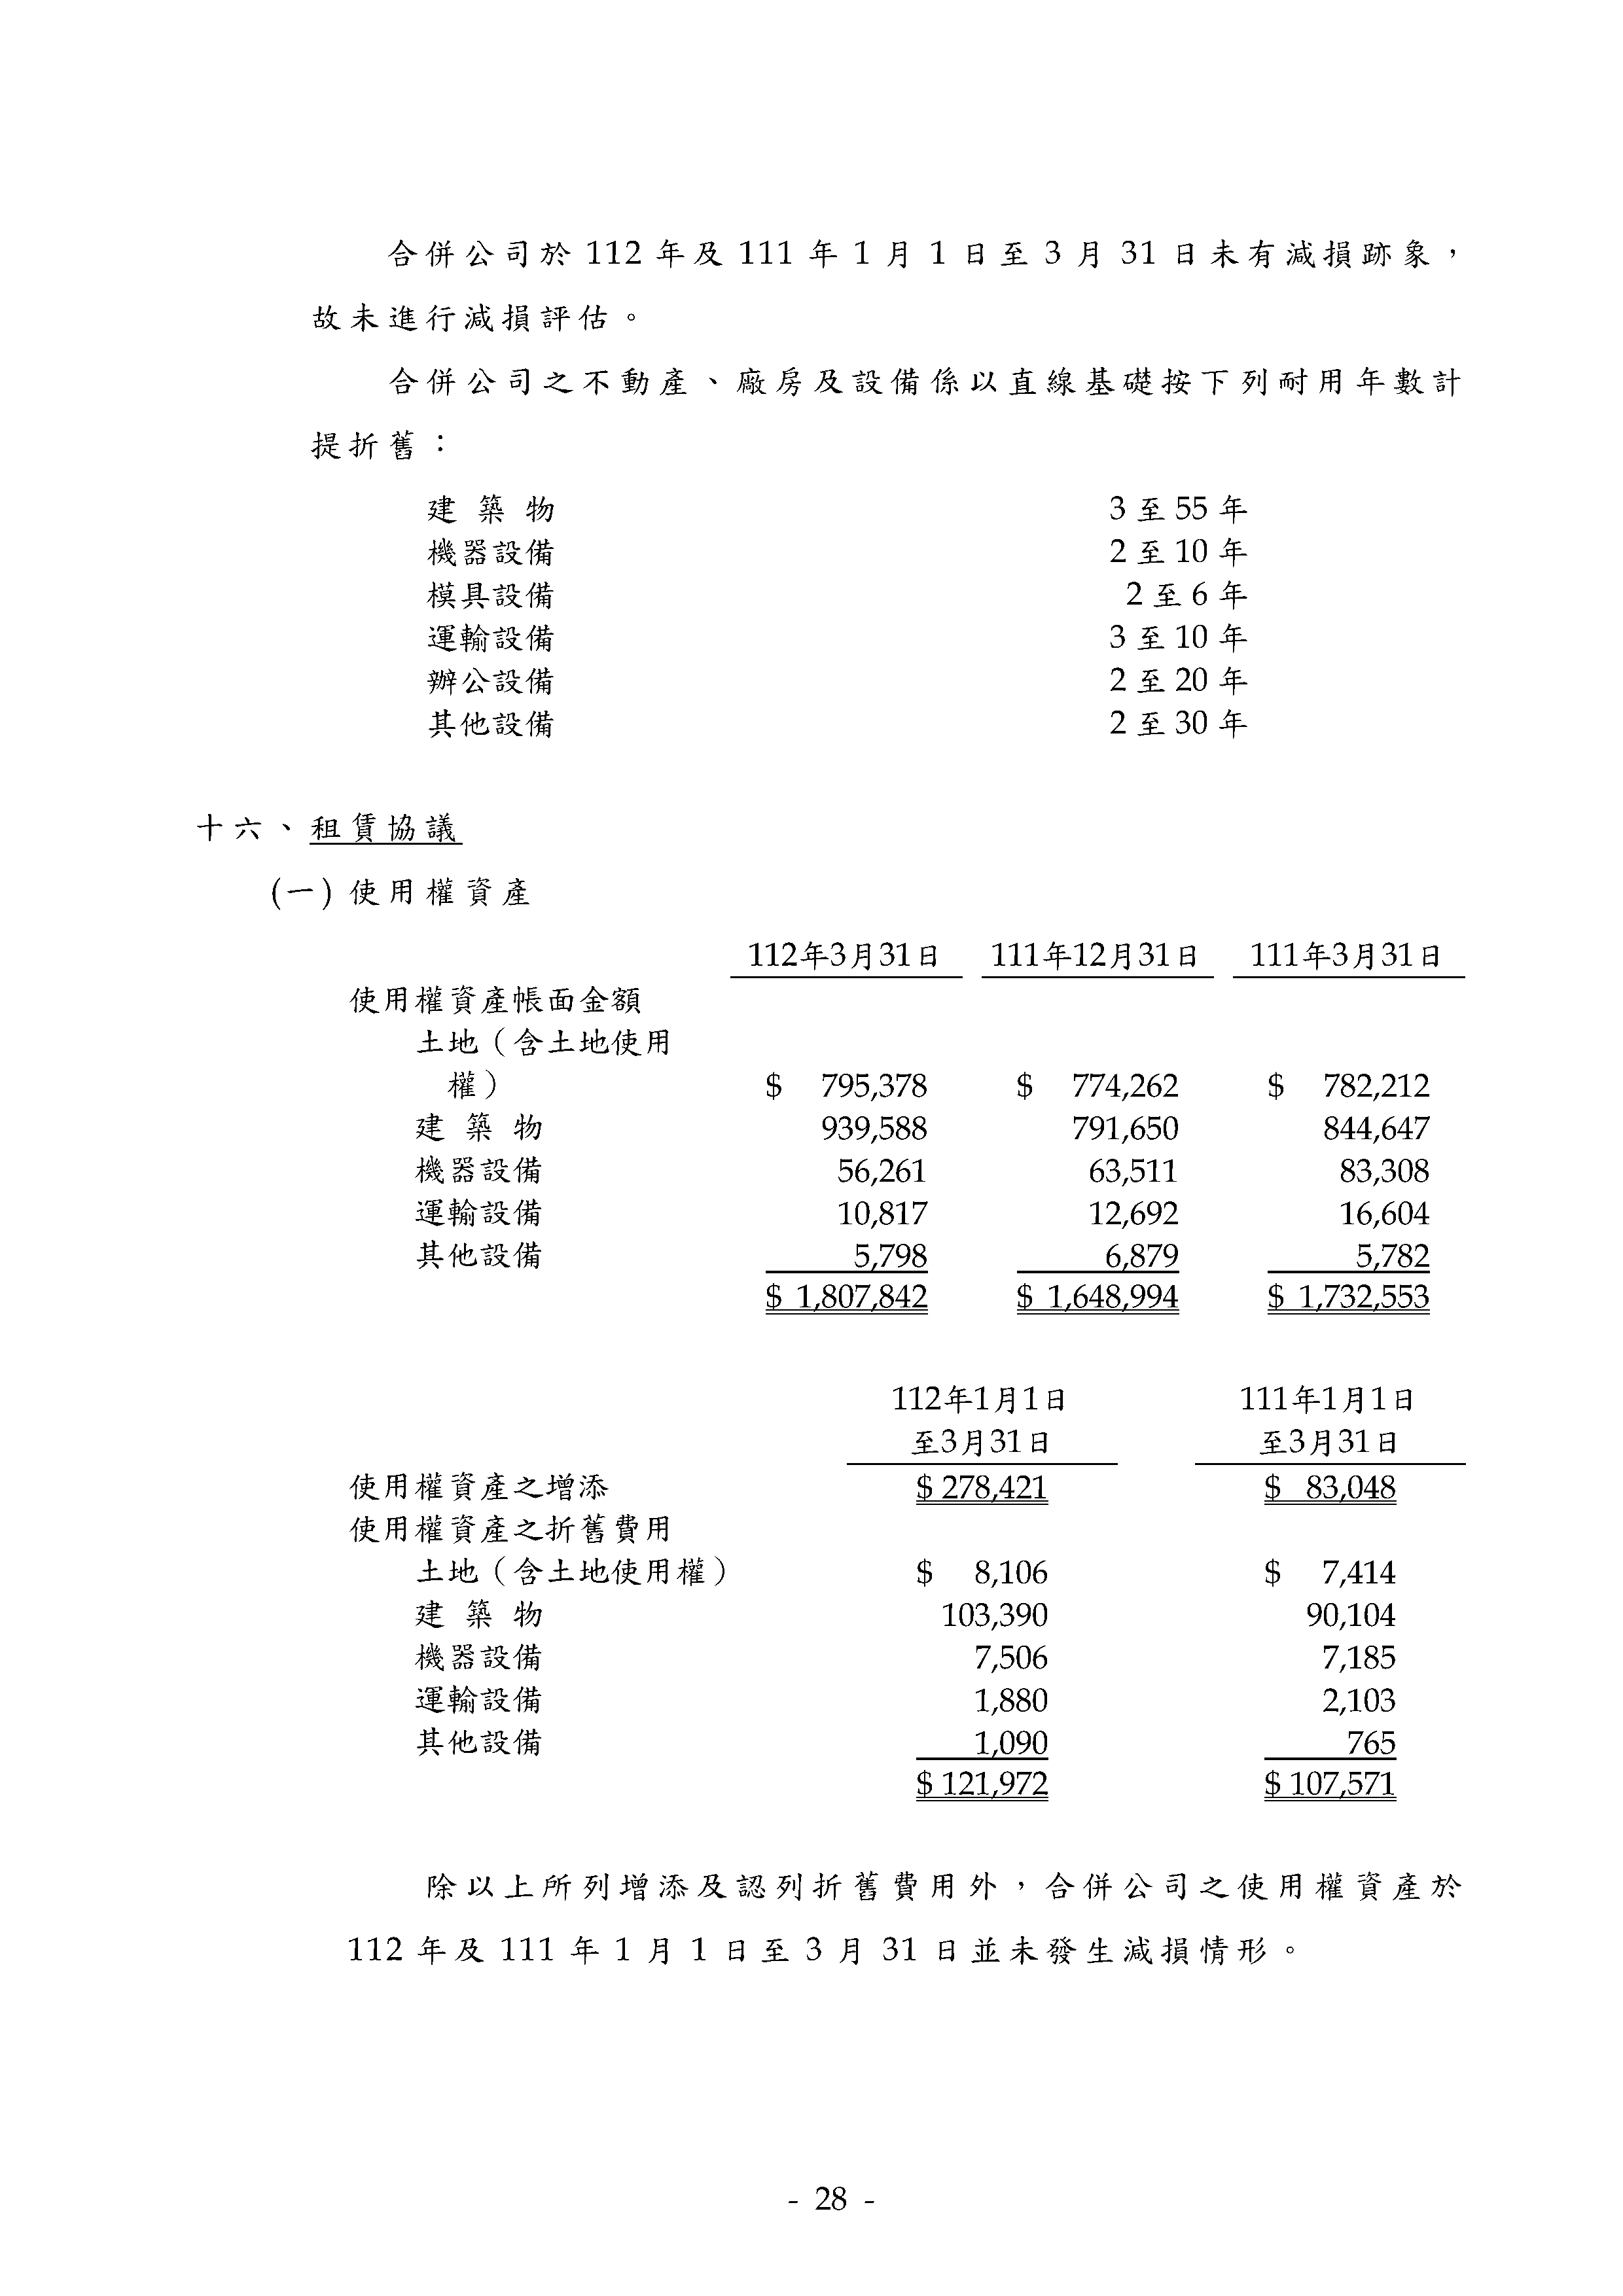 合併公司於 112 年及 111 年 1 月 1 日至 3 月 31 日未有減損跡象，
故未進行減損評估。
合併公司之不動產、廠房及設備係以直線基礎按下列耐用年數計
提折舊：
建 築 物 3 至 55 年
機器設備 2 至 10 年
模具設備 2 至 6 年
運輸設備 3 至 10 年
辦公設備 2 至 20 年
其他設備 2 至 30 年
十六、租賃協議
(一) 使用權資產
112年3月31日 111年12月31日 111年3月31日
使用權資產帳面金額
土地（含土地使用
權） $ 795,378 $ 774,262 $ 782,212
建 築 物 939,588 791,650 844,647
機器設備 56,261 63,511 83,308
運輸設備 10,817 12,692 16,604
其他設備 5,798 6,879 5,782
$ 1,807,842 $ 1,648,994 $ 1,732,553
112年1月1日 111年1月1日
至3月31日 至3月31日
使用權資產之增添 $ 278,421 $ 83,048
使用權資產之折舊費用
土地（含土地使用權） $ 8,106 $ 7,414
建 築 物 103,390 90,104
機器設備 7,506 7,185
運輸設備 1,880 2,103
其他設備 1,090 765
$ 121,972 $ 107,571
除以上所列增添及認列折舊費用外，合併公司之使用權資產於
112 年及 111 年 1 月 1 日至 3 月 31 日並未發生減損情形。
- 28 -